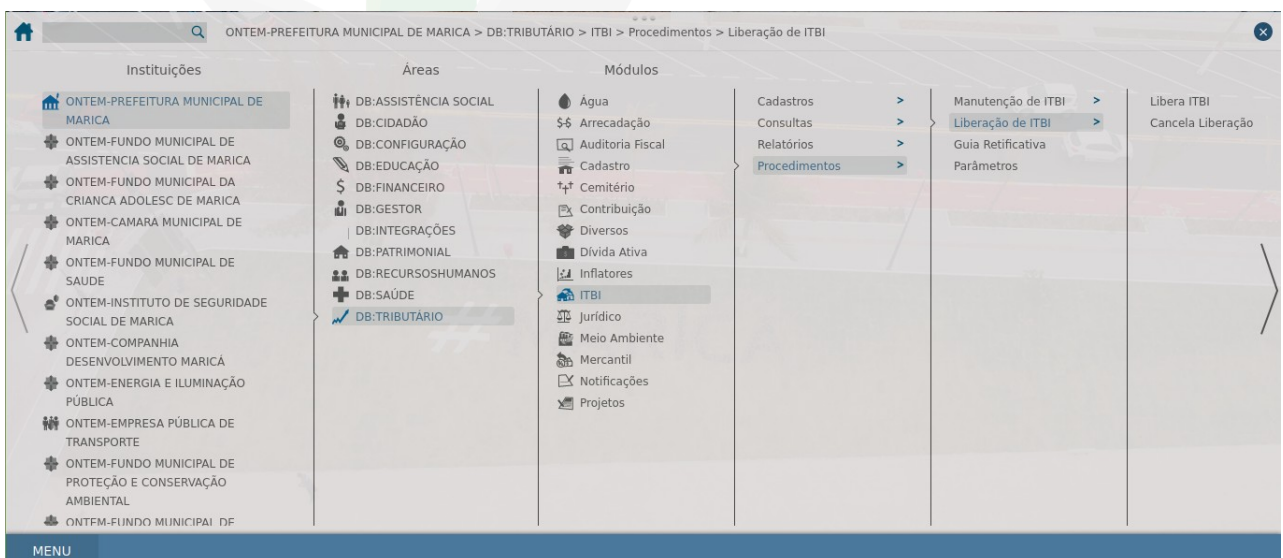 ONTEM-PREFEITURA MUNICIPAL DE MARICA > DB:TRIBUTÁRIO > ITBI > Procedimentos > Liberação de ITBI
Instituições
ONTEM-PREFEITURA MUNICIPAL DE
MARICA
ONTEM-FUNDO MUNICIPAL DE
ASSISTENCIA SOCIAL DE MARICA
ONTEM-FUNDO MUNICIPAL DA
CRIANCA ADOLESC DE MARICA
ONTEM-CAMARA MUNICIPAL DE
MARICA
ONTEM-FUNDO MUNICIPAL DE
SAUDE
ONTEM-INSTITUTO DE SEGURIDADE
SOCIAL DE MARICA
ONTEM-COMPANHIA
DESENVOLVIMENTO MARICÁ
ONTEM-ENERGIA E ILUMINAÇÃO
PÚBLICA
ONTEM-EMPRESA PÚBLICA DE
TRANSPORTE
ONTEM-FUNDO MUNICIPAL DE
PROTEÇÃO E CONSERVAÇÃO
AMBIENTAL
ONTEM-FUNDO MUNICIPAL DE
Áreas
DB:ASSISTÊNCIA SOCIAL
DB:CIDADÃO
DB:CONFIGURAÇÃO
DB:EDUCAÇÃO
DB:FINANCEIRO
DB:GESTOR
DB:INTEGRAÇÕES
DB:PATRIMONIAL
DB:RECURSOSHUMANOS
DB:SAÚDE
DB:TRIBUTÁRIO
Módulos
Água
Arrecadação
Auditoria Fiscal
Cadastro
Cemitério
Contribuição
Diversos
Dívida Ativa
Inflatores
ITBI
Jurídico
Meio Ambiente
Mercantil
Notificações
Projetos
Cadastros >
Consultas >
Relatórios >
Procedimentos >
Manutenção de ITBI >
Liberação de ITBI >
Guia Retificativa
Parâmetros
Libera ITBI
Cancela Liberação
MENU